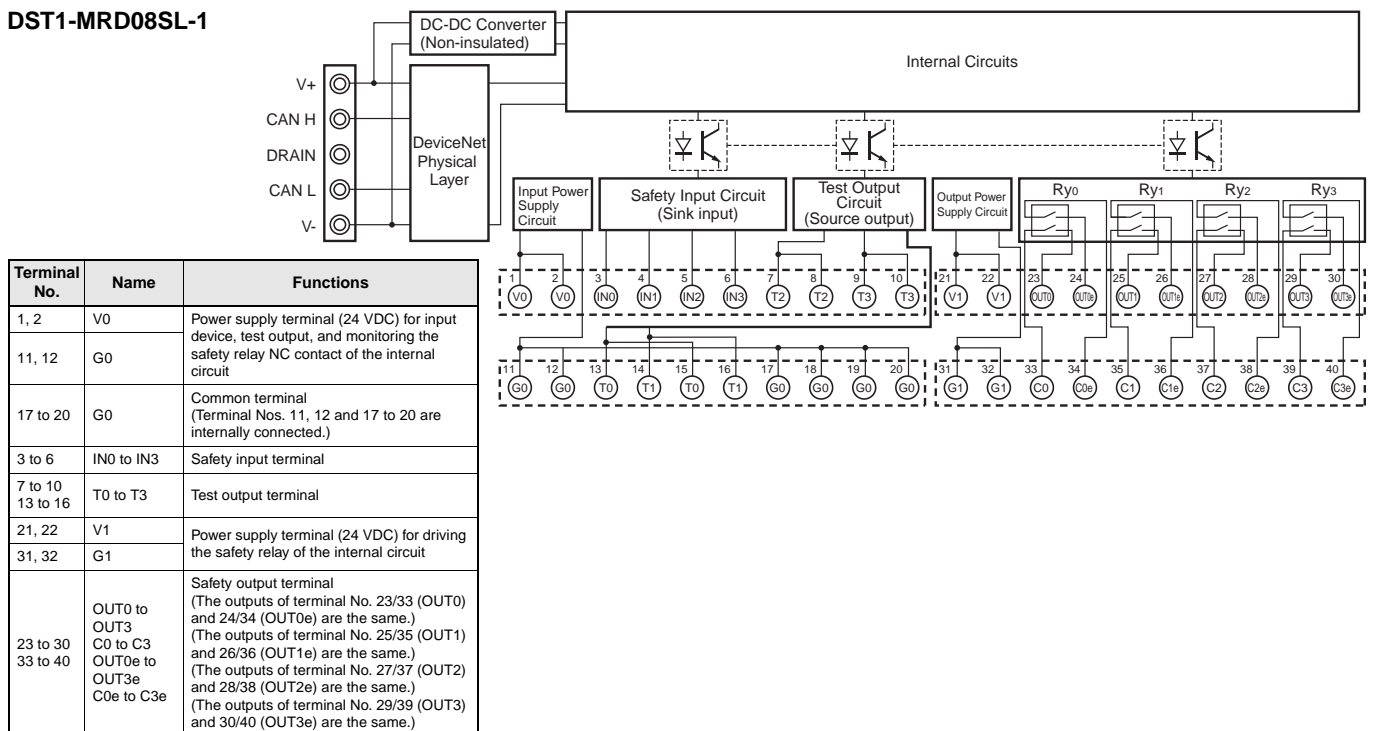 DST1-MRD08SL-1
DC-DC Converter
(Non-insulated)
Internal Circuits
V+
CAN H
DRAIN
CAN L
V-
DeviceNet
Physical
Layer
Input Power
Supply
Circuit
Safety Input Circuit
(Sink input)
Test Output
Circuit
(Source output)
Output Power
Supply Circuit
Ry0 Ry1 Ry2 Ry3
1 2 3 4 5 6 7 8 9 10
V0 V0 IN0 IN1 IN2 IN3 T2 T2 T3 T3
21 22 23 24 25 26 27 28 29 30
V1 V1 OUT0 OUT0e OUT1 OUT1e OUT2 OUT2e OUT3 OUT3e
11 12 13 14 15 16 17 18 19 20
G0 G0 T0 T1 T0 T1 G0 G0 G0 G0
31 32 33 34 35 36 37 38 39 40
G1 G1 C0 C0e C1 C1e C2 C2e C3 C3e
Terminal
No.
Name
Functions
1, 2
V0
11, 12
G0
Power supply terminal (24 VDC) for input
device, test output, and monitoring the
safety relay NC contact of the internal
circuit
17 to 20
G0
Common terminal
(Terminal Nos. 11, 12 and 17 to 20 are
internally connected.)
3 to 6
IN0 to IN3
Safety input terminal
7 to 10
13 to 16
T0 to T3
Test output terminal
21, 22
V1
31, 32
G1
Power supply terminal (24 VDC) for driving
the safety relay of the internal circuit
23 to 30
33 to 40
OUT0 to
OUT3
C0 to C3
OUT0e to
OUT3e
C0e to C3e
Safety output terminal
(The outputs of terminal No. 23/33 (OUT0)
and 24/34 (OUT0e) are the same.)
(The outputs of terminal No. 25/35 (OUT1)
and 26/36 (OUT1e) are the same.)
(The outputs of terminal No. 27/37 (OUT2)
and 28/38 (OUT2e) are the same.)
(The outputs of terminal No. 29/39 (OUT3)
and 30/40 (OUT3e) are the same.)